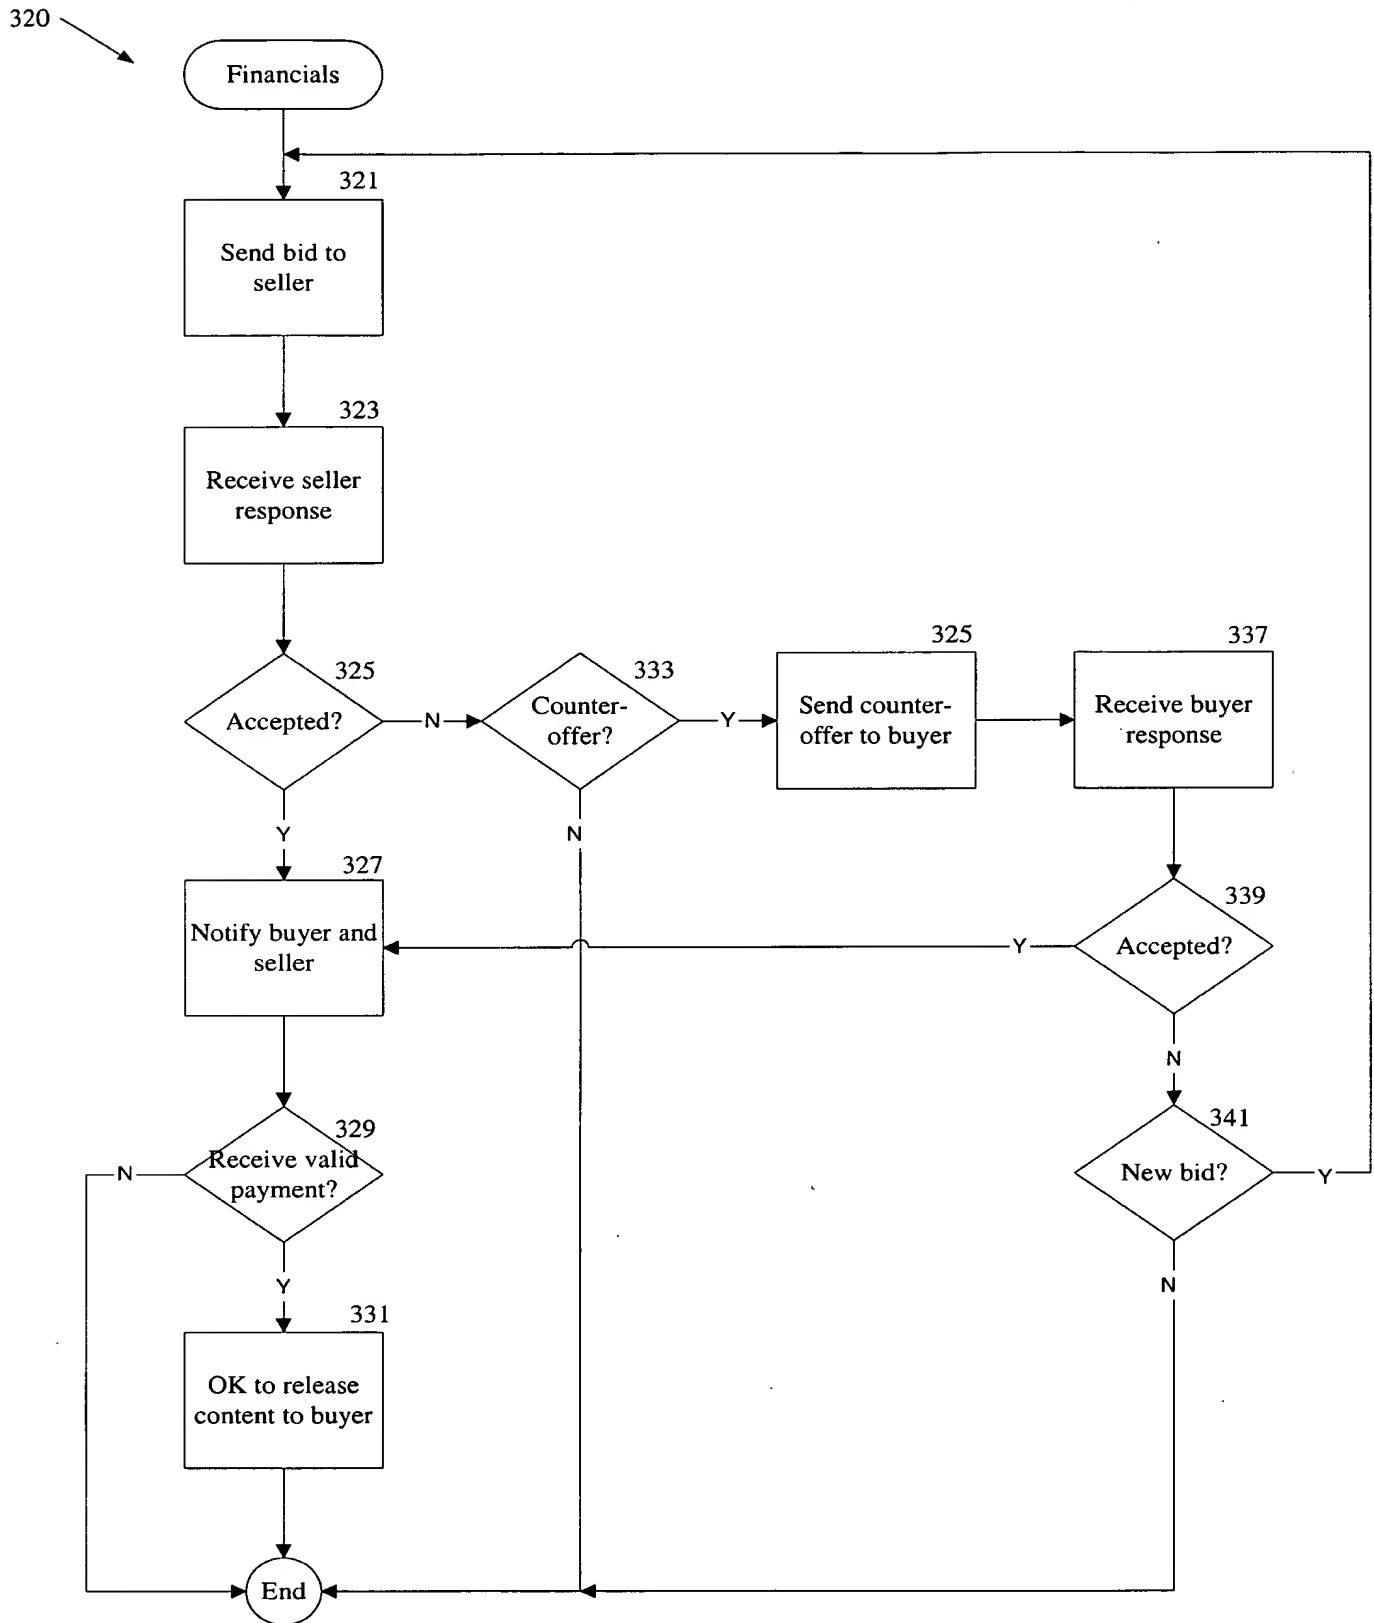 320
Financials
321
Send bid to
seller
323
Receive seller
response
325
Accepted?
N
333
Counter-
offer?
Y
325
Send counter-
offer to buyer
337
Receive buyer
response
Y
N
327
Notify buyer and
seller
339
Accepted?
Y
N
329
Receive valid
payment?
N
341
New bid?
Y
Y
N
331
OK to release
content to buyer
End